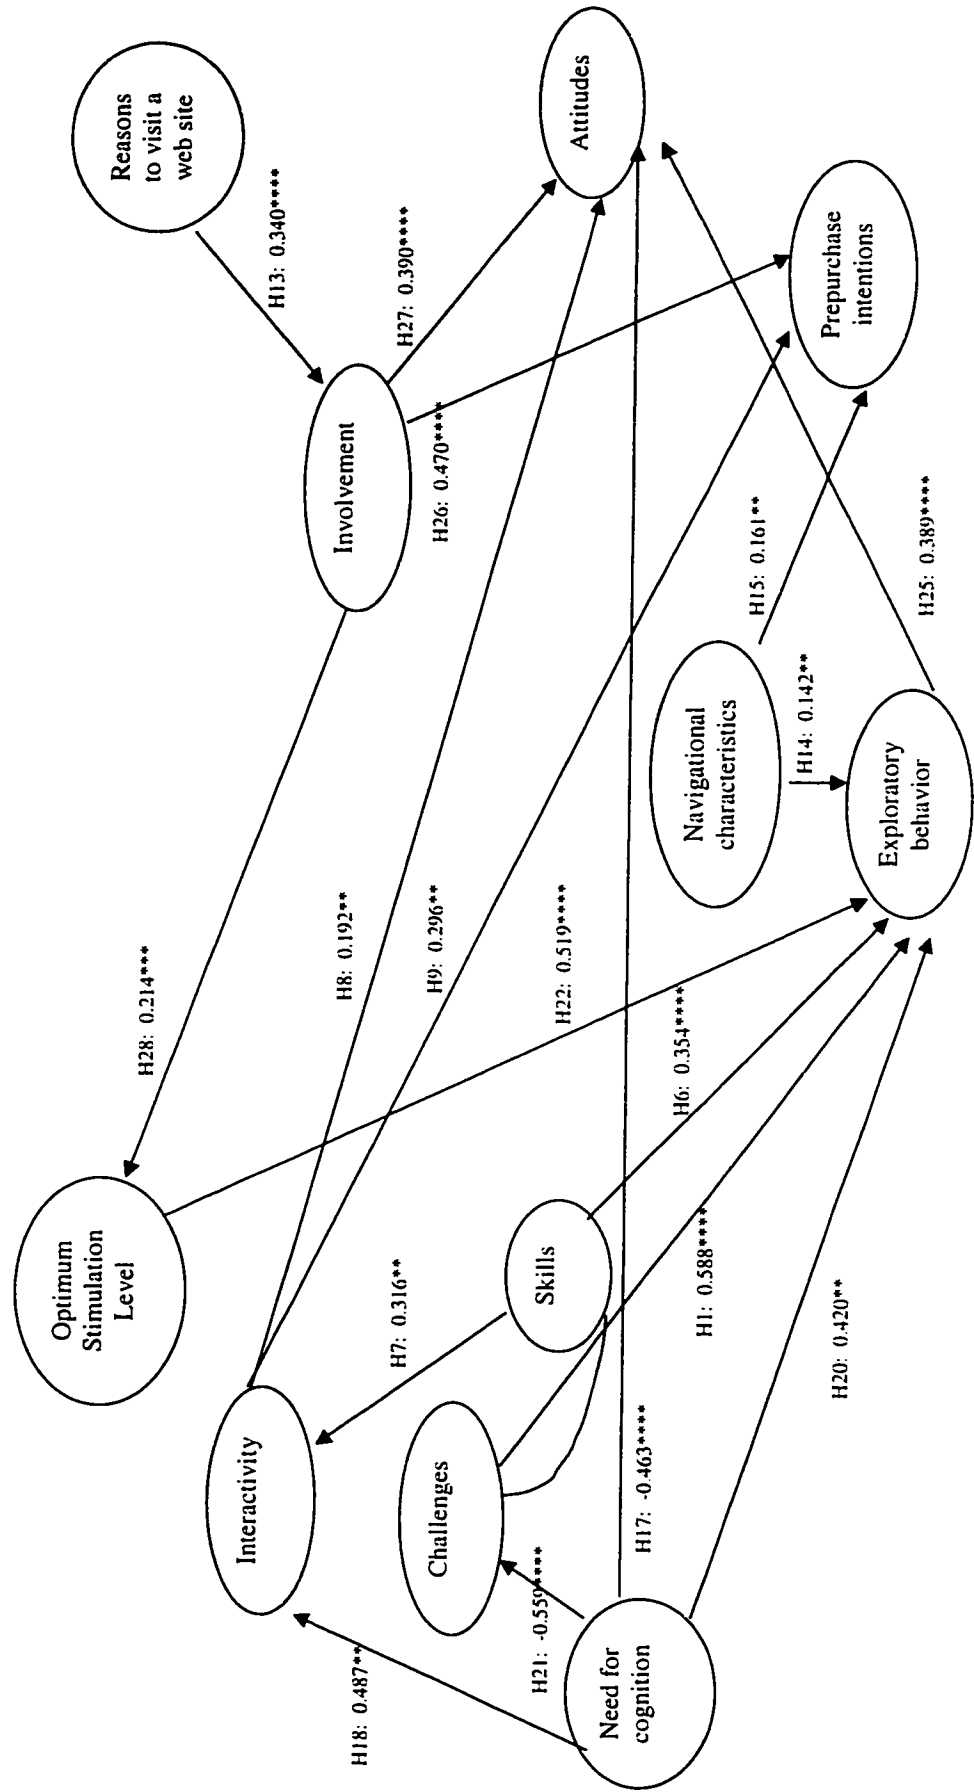 Optimum
Stimulation
Level
Reasons
to visit a
web site
H28: 0.214***
Interactivity
H13: 0.340****
Involvement
H8: 0.192**
H18: 0.487**
H7: 0.316**
H27: 0.390****
Challenges
H9: 0.296**
H26: 0.470****
H21: -0.559****
Skills
H22: 0.519****
Attitudes
Need for
cognition
H17: -0.463****
H6: 0.354****
Navigational
characteristics
H1: 0.588****
H15: 0.161**
H14: 0.142**
Prepurchase
intentions
H20: 0.420**
Exploratory
behavior
H25: 0.389****